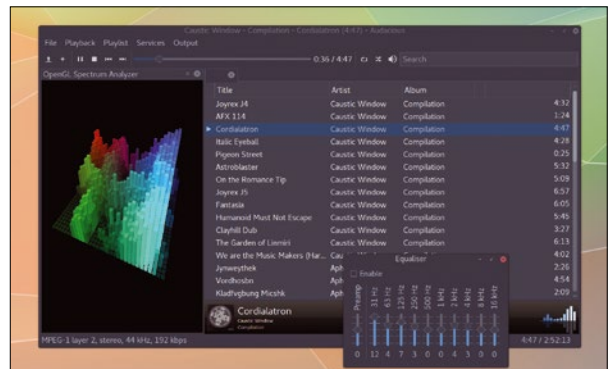 Caustic Window - Compilation - Cordialatron (4:47) - Audacious
File Playback Playlist Services Output
0:36 / 4:47 Search
OpenGL Spectrum Analyzer
Title Artist Album
Joyrex J4 Caustic Window Compilation 4:32
AFX 114 Caustic Window Compilation 1:24
Cordialatron Caustic Window Compilation 4:47
Italic Eyeball Caustic Window Compilation 4:28
Pigeon Street Caustic Window Compilation 0:25
Astroblaster Caustic Window Compilation 5:32
On the Romance Tip Caustic Window Compilation 5:09
Joyrex J5 Caustic Window Compilation 6:57
Fantasia Caustic Window Compilation 6:05
Humanoid Must Not Escape Caustic Window Compilation 5:45
Clayhill Dub Caustic Window Compilation 3:27
The Garden of Linmiri Caustic Window Compilation 6:13
We are the Music Makers (Har... Cau 4:02
Jynweythek Aph 2:26
Vordhosbn Aph 4:54
Kladfvgbung Micshk Aph 2:09
Equaliser
Enable
Preamp 31 Hz 63 Hz 125 Hz 250 Hz 500 Hz 1 kHz 2 kHz 4 kHz 8 kHz 16 kHz
0 12 4 7 3 0 0 4 3 0 0
Cordialatron
Caustic Window
Compilation
MPEG-1 layer 2, stereo, 44 kHz, 192 kbps 4:47 / 2:52:13